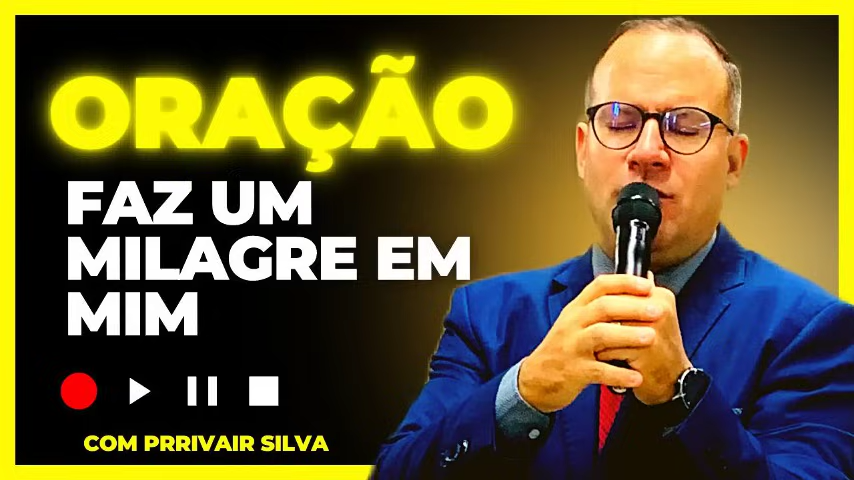 ORAÇÃO
FAZ UM
MILAGRE EM
MIM
COM PRRIVAIR SILVA